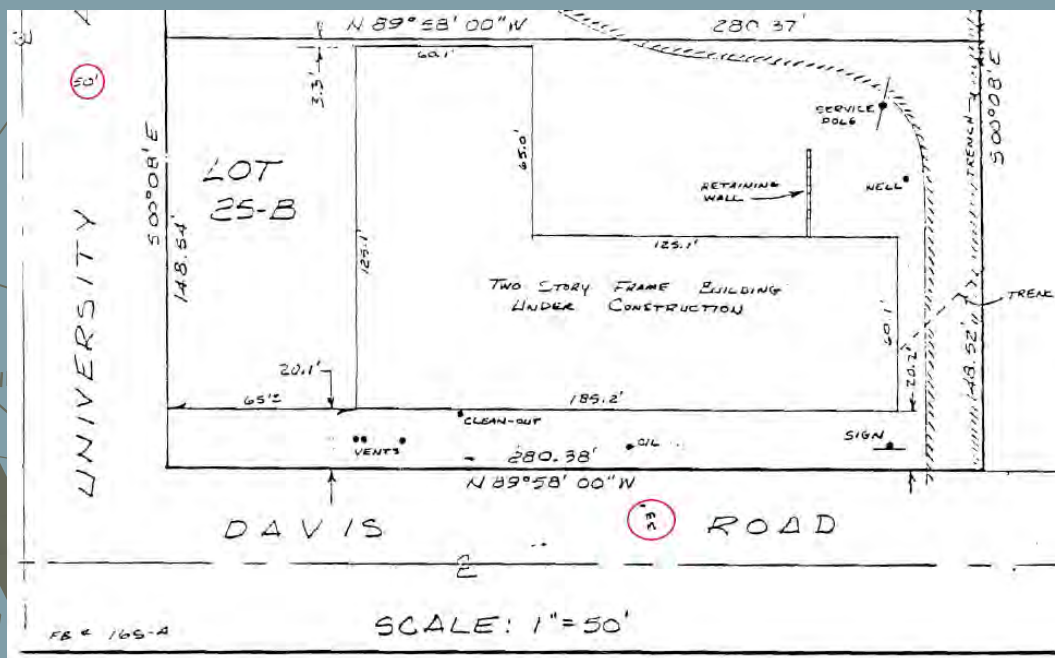 N 89°58'00"W 280.37'
60.1'
3.3'
50'
SERVICE
POLE
S 00°08'E
TRENCH
S 00°08'E
LOT
25-B
65.0'
RETAINING
WALL
WELL
148.54'
125.1'
125.1'
UNIVERSITY
TWO STORY FRAME BUILDING
UNDER CONSTRUCTION
60.1'
TRENC
148.52'
20.1'
20.2'
65'±
185.2'
CLEAN-OUT
VENTS
OIL
SIGN
280.38'
N 89°58'00"W
DAVIS ROAD
33'
SCALE: 1"=50'
FB # 165-A